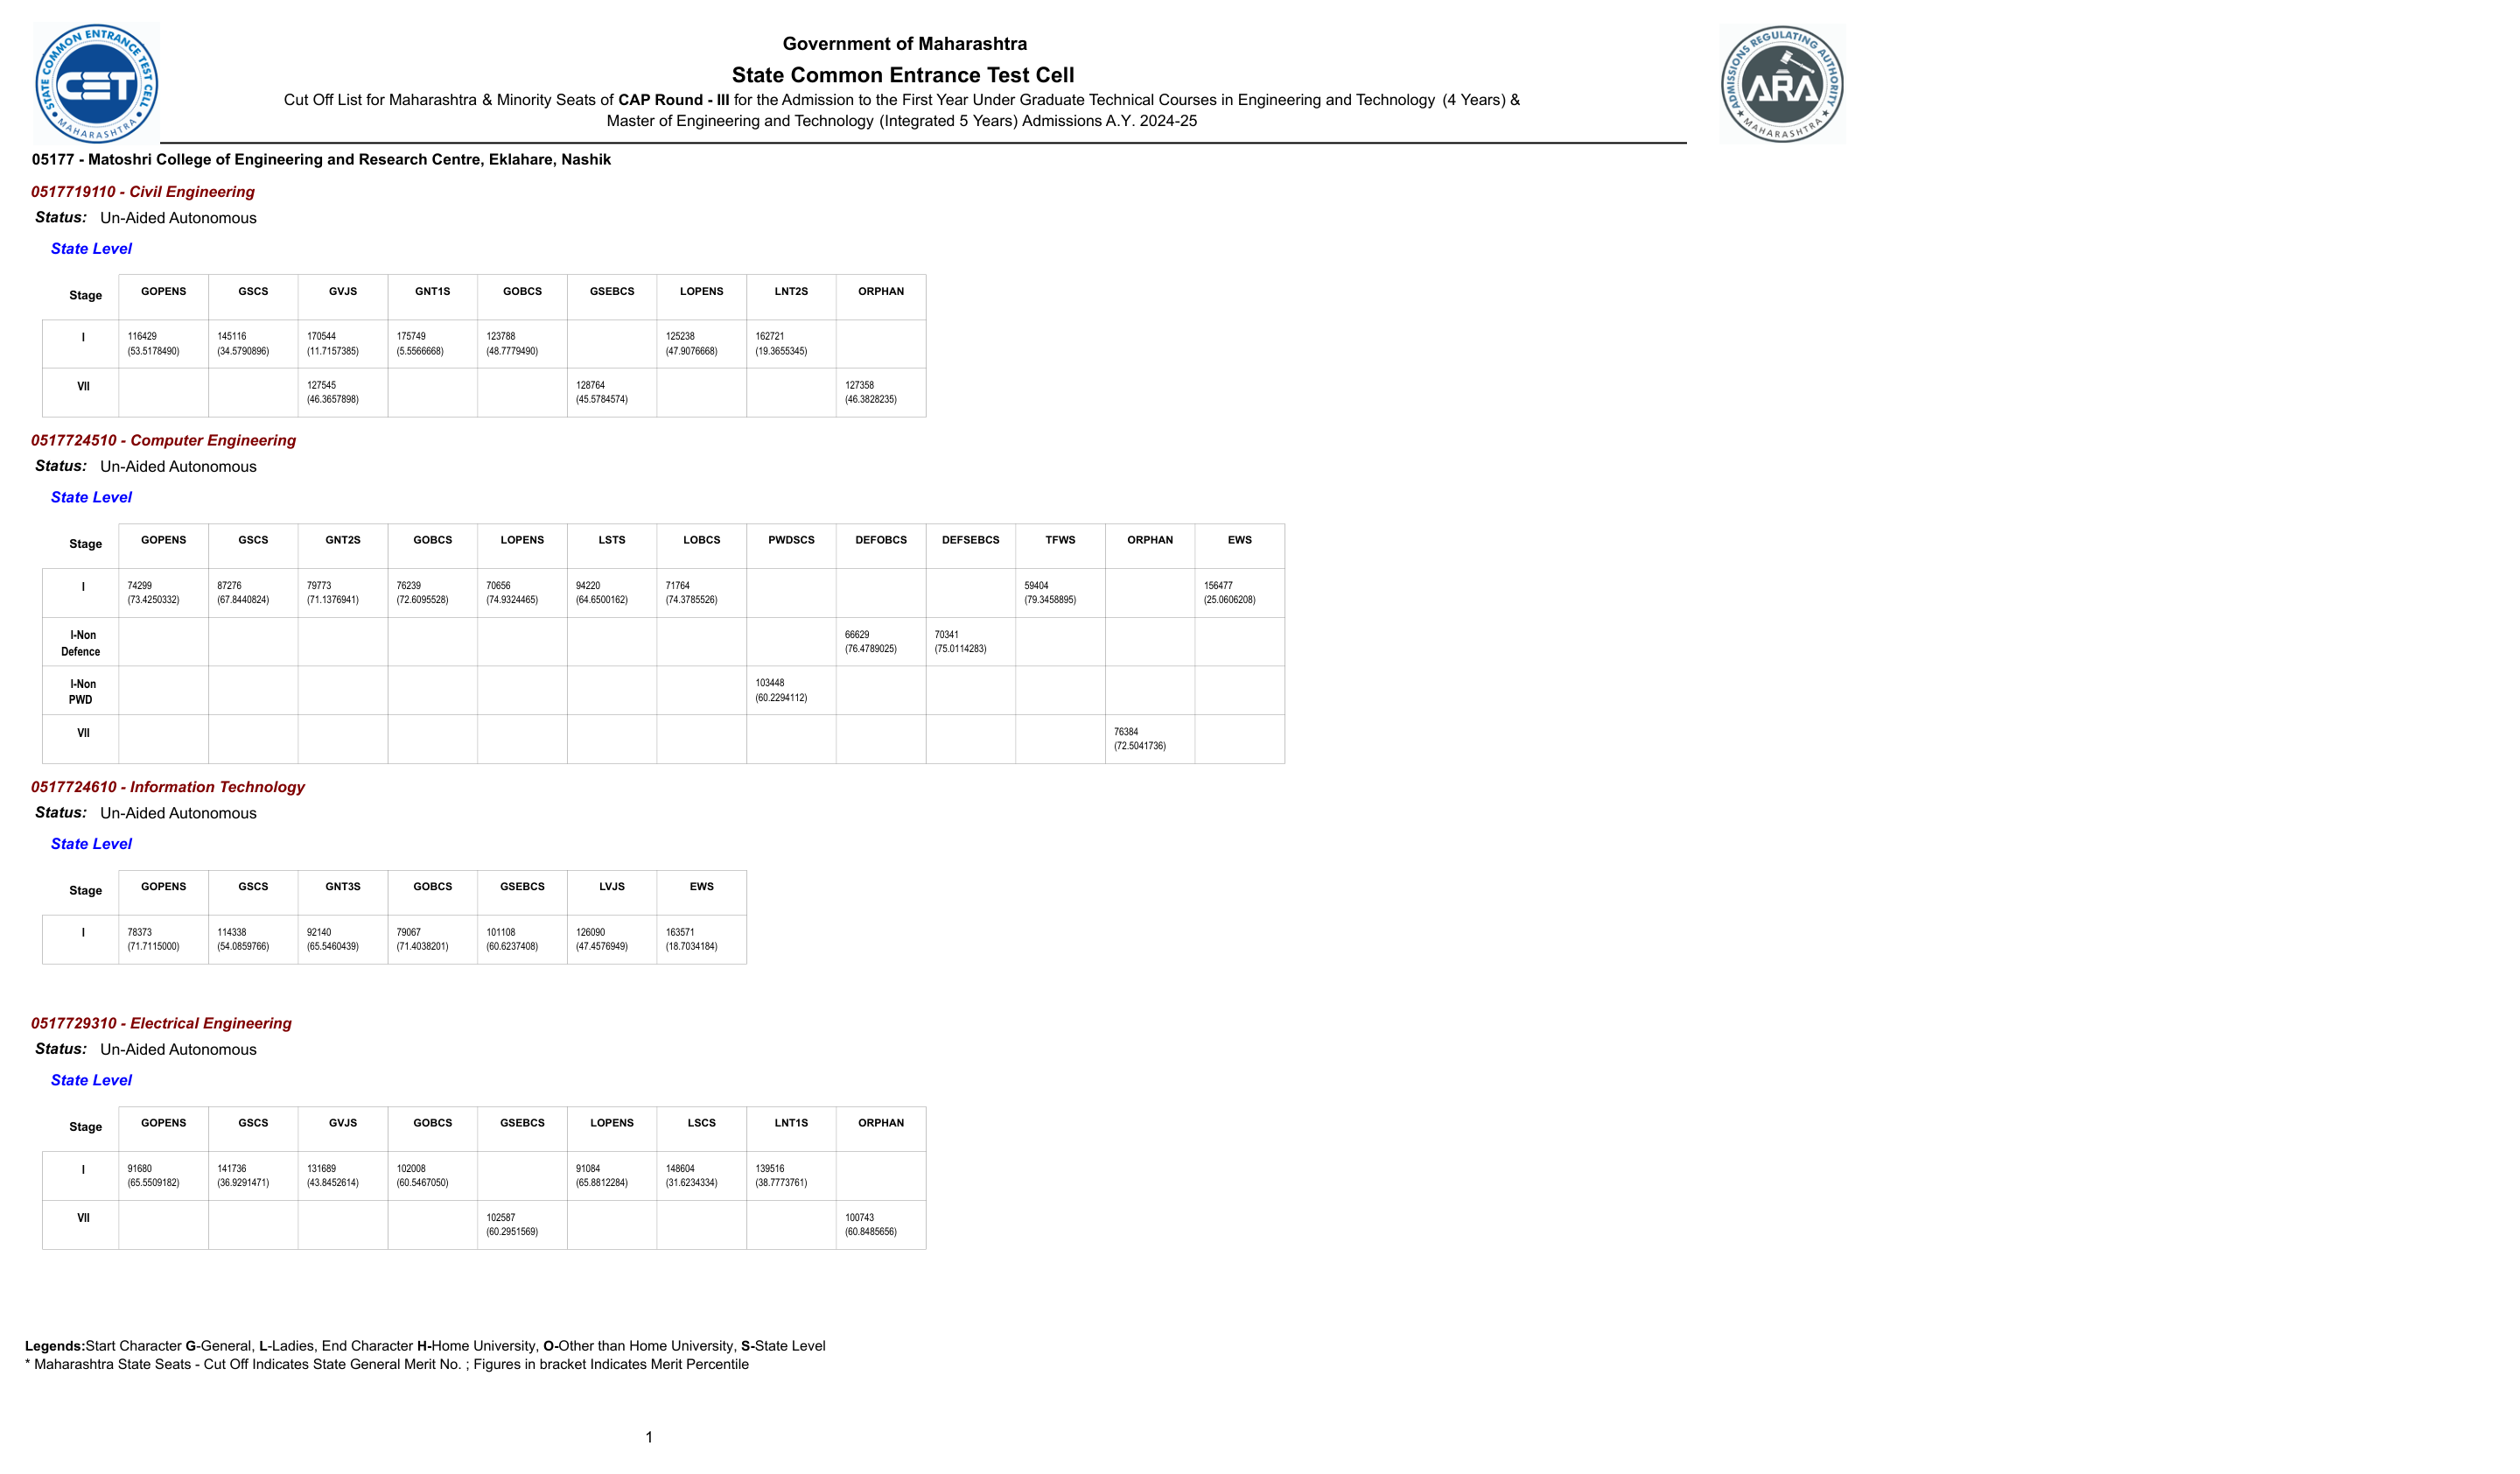 STATE COMMON ENTRANCE TEST CELL
CET
MAHARASHTRA
Government of Maharashtra
State Common Entrance Test Cell
Cut Off List for Maharashtra & Minority Seats of CAP Round - III for the Admission to the First Year Under Graduate Technical Courses in Engineering and Technology (4 Years) &
Master of Engineering and Technology (Integrated 5 Years) Admissions A.Y. 2024-25
ADMISSIONS REGULATING AUTHORITY
ARA
MAHARASHTRA
05177 - Matoshri College of Engineering and Research Centre, Eklahare, Nashik
0517719110 - Civil Engineering
Status: Un-Aided Autonomous
State Level
Stage GOPENS GSCS GVJS GNT1S GOBCS GSEBCS LOPENS LNT2S ORPHAN
I 116429 145116 170544 175749 123788 125238 162721
(53.5178490) (34.5790896) (11.7157385) (5.5566668) (48.7779490) (47.9076668) (19.3655345)
VII 127545 128764 127358
(46.3657898) (45.5784574) (46.3828235)
0517724510 - Computer Engineering
Status: Un-Aided Autonomous
State Level
Stage GOPENS GSCS GNT2S GOBCS LOPENS LSTS LOBCS PWDSCS DEFOBCS DEFSEBCS TFWS ORPHAN EWS
I 74299 87276 79773 76239 70656 94220 71764 59404 156477
(73.4250332) (67.8440824) (71.1376941) (72.6095528) (74.9324465) (64.6500162) (74.3785526) (79.3458895) (25.0606208)
I-Non 66629 70341
Defence (76.4789025) (75.0114283)
I-Non 103448
PWD (60.2294112)
VII 76384
(72.5041736)
0517724610 - Information Technology
Status: Un-Aided Autonomous
State Level
Stage GOPENS GSCS GNT3S GOBCS GSEBCS LVJS EWS
I 78373 114338 92140 79067 101108 126090 163571
(71.7115000) (54.0859766) (65.5460439) (71.4038201) (60.6237408) (47.4576949) (18.7034184)
0517729310 - Electrical Engineering
Status: Un-Aided Autonomous
State Level
Stage GOPENS GSCS GVJS GOBCS GSEBCS LOPENS LSCS LNT1S ORPHAN
I 91680 141736 131689 102008 91084 148604 139516
(65.5509182) (36.9291471) (43.8452614) (60.5467050) (65.8812284) (31.6234334) (38.7773761)
VII 102587 100743
(60.2951569) (60.8485656)
Legends:Start Character G-General, L-Ladies, End Character H-Home University, O-Other than Home University, S-State Level
* Maharashtra State Seats - Cut Off Indicates State General Merit No. ; Figures in bracket Indicates Merit Percentile
1